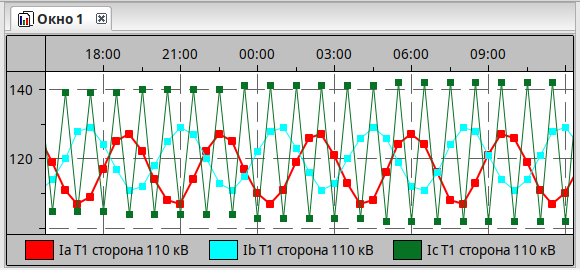 Окно 1
18:00 21:00 00:00 03:00 06:00 09:00
140
120
Ia T1 сторона 110 кВ Ib T1 сторона 110 кВ Ic T1 сторона 110 кВ